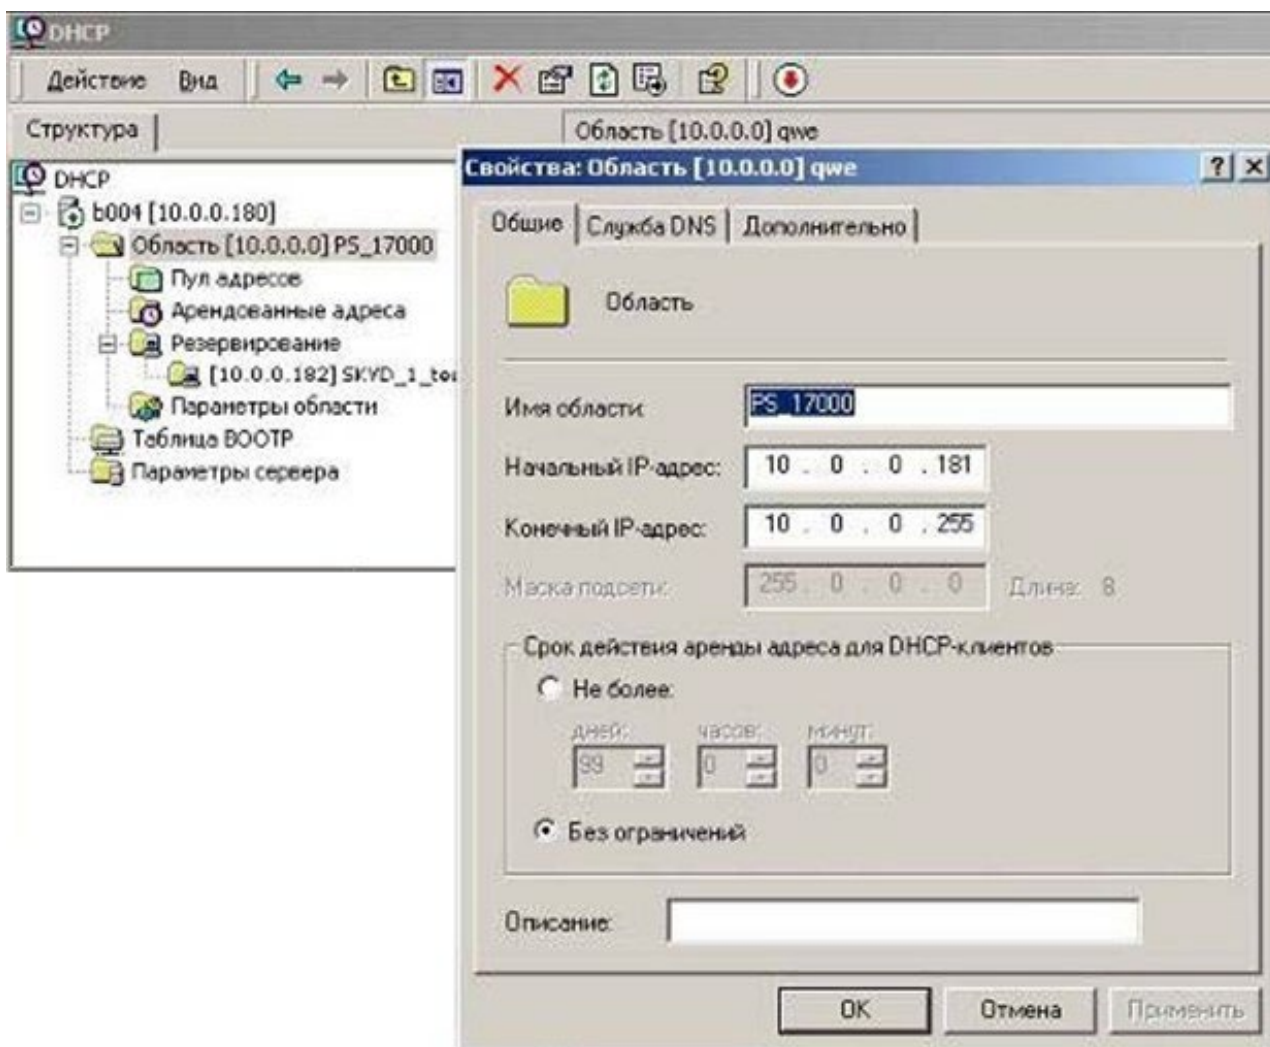 DHCP
Действие Вид
Структура
Область [10.0.0.0] qwe
DHCP
b004 [10.0.0.180]
Область [10.0.0.0] PS_17000
Пул адресов
Арендованные адреса
Резервирование
[10.0.0.182] SKYD_1_
Параметры области
Таблица BOOTP
Параметры сервера
Свойства: Область [10.0.0.0] qwe
Общие Служба DNS Дополнительно
Область
Имя области: PS_17000
Начальный IP-адрес: 10 . 0 . 0 . 181
Конечный IP-адрес: 10 . 0 . 0 . 255
Маска подсети: 255 . 0 . 0 . 0 Длина: 8
Срок действия аренды адреса для DHCP-клиентов
Не более:
дней: часов: минут:
99 0 0
Без ограничений
Описание:
OK Отмена Применить